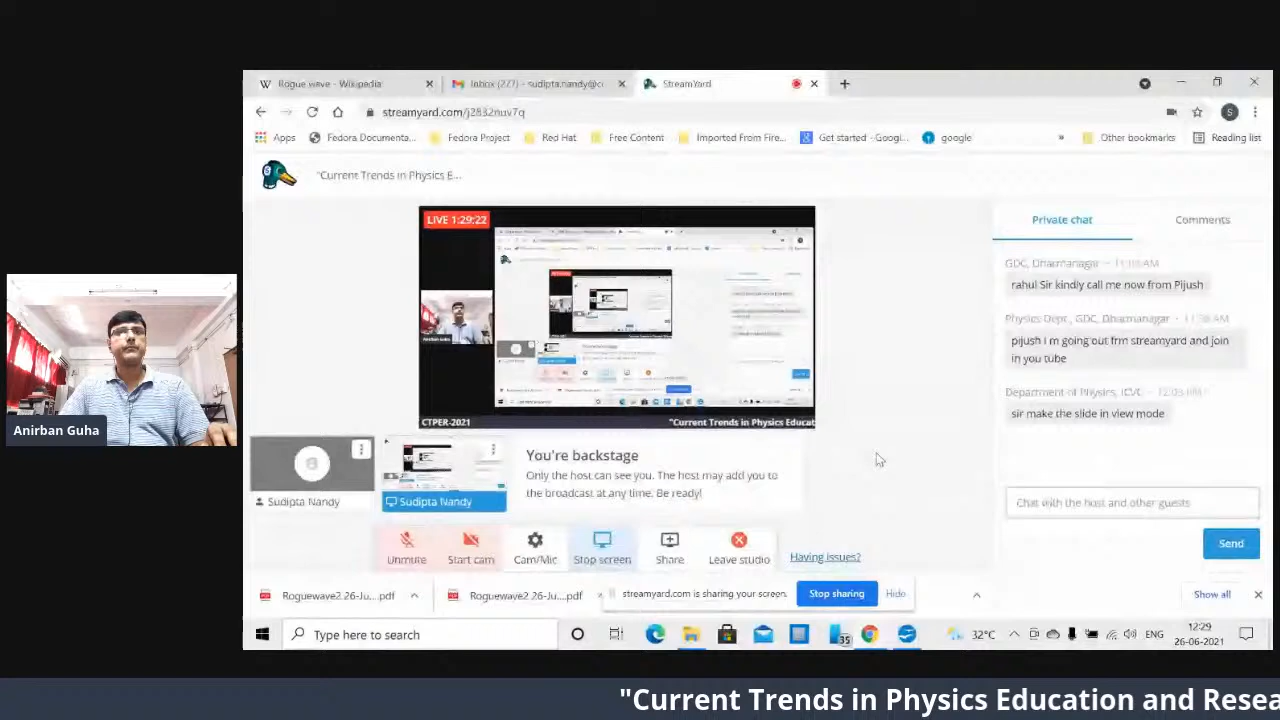 Rogue wave - Wikipedia
Inbox (277) - sudipta.nandy@c
StreamYard
streamyard.com/j2832nuv7q
Apps
Fedora Documenta...
Fedora Project
Red Hat
Free Content
Imported From Fire...
Get started - Googl...
google
»
Other bookmarks
Reading list
"Current Trends in Physics E...
Private chat
Comments
LIVE 1:29:22
GDC, Dharmanagar
rahul Sir kindly call me now from Pijush
Physics Dept., GDC, Dharmanagar
in you tube
Department of Physics,
sir make the slide in view mode
Anirban Guha
CTPER-2021
"Current Trends in Physics Educat
You're backstage
Only the host can see you. The host may add you to
the broadcast at any time. Be ready!
Sudipta Nandy
Sudipta Nandy
Chat with the host and other guests
Send
Unmute
Start cam
Cam/Mic
Stop screen
Share
Leave studio
Having issues?
Roguewave2 26-Ju....pdf
Roguewave2 26-Ju....pdf
streamyard.com is sharing your screen.
Stop sharing
Hide
Show all
Type here to search
35
32°C
ENG
12:29
26-06-2021
"Current Trends in Physics Education and Resea